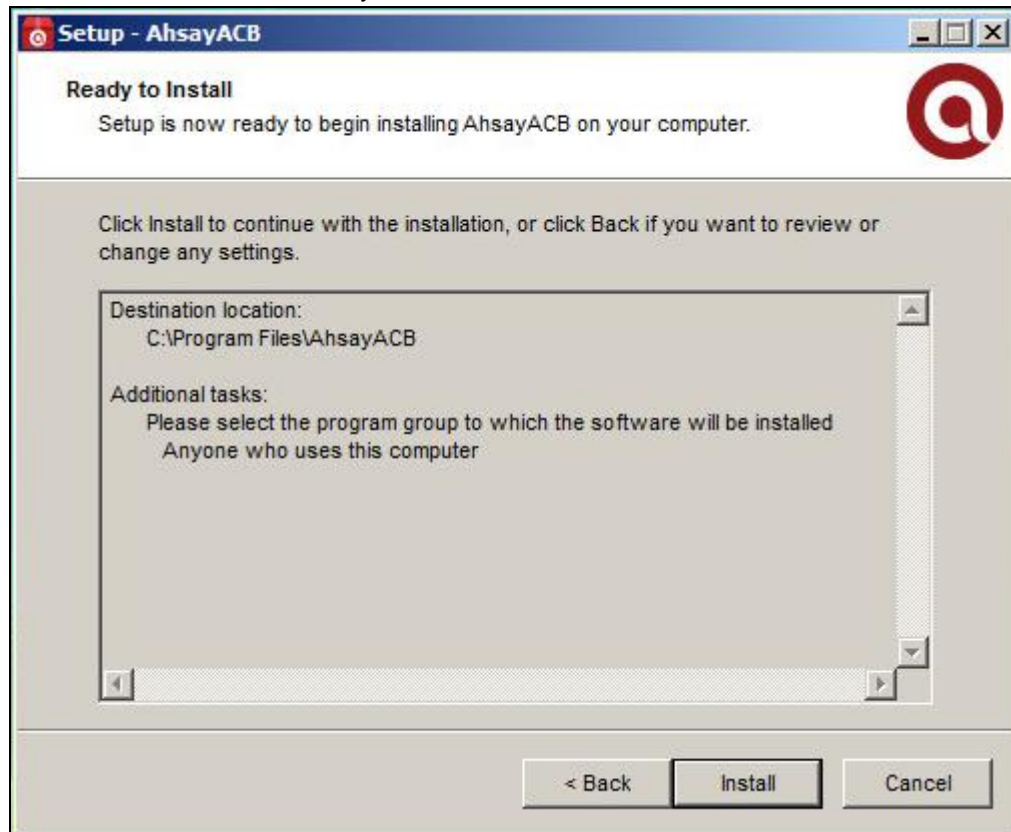 Setup - AhsayACB
Ready to Install
Setup is now ready to begin installing AhsayACB on your computer.
Click Install to continue with the installation, or click Back if you want to review or
change any settings.
Destination location:
C:\Program Files\AhsayACB
Additional tasks:
Please select the program group to which the software will be installed
Anyone who uses this computer
< Back
Install
Cancel